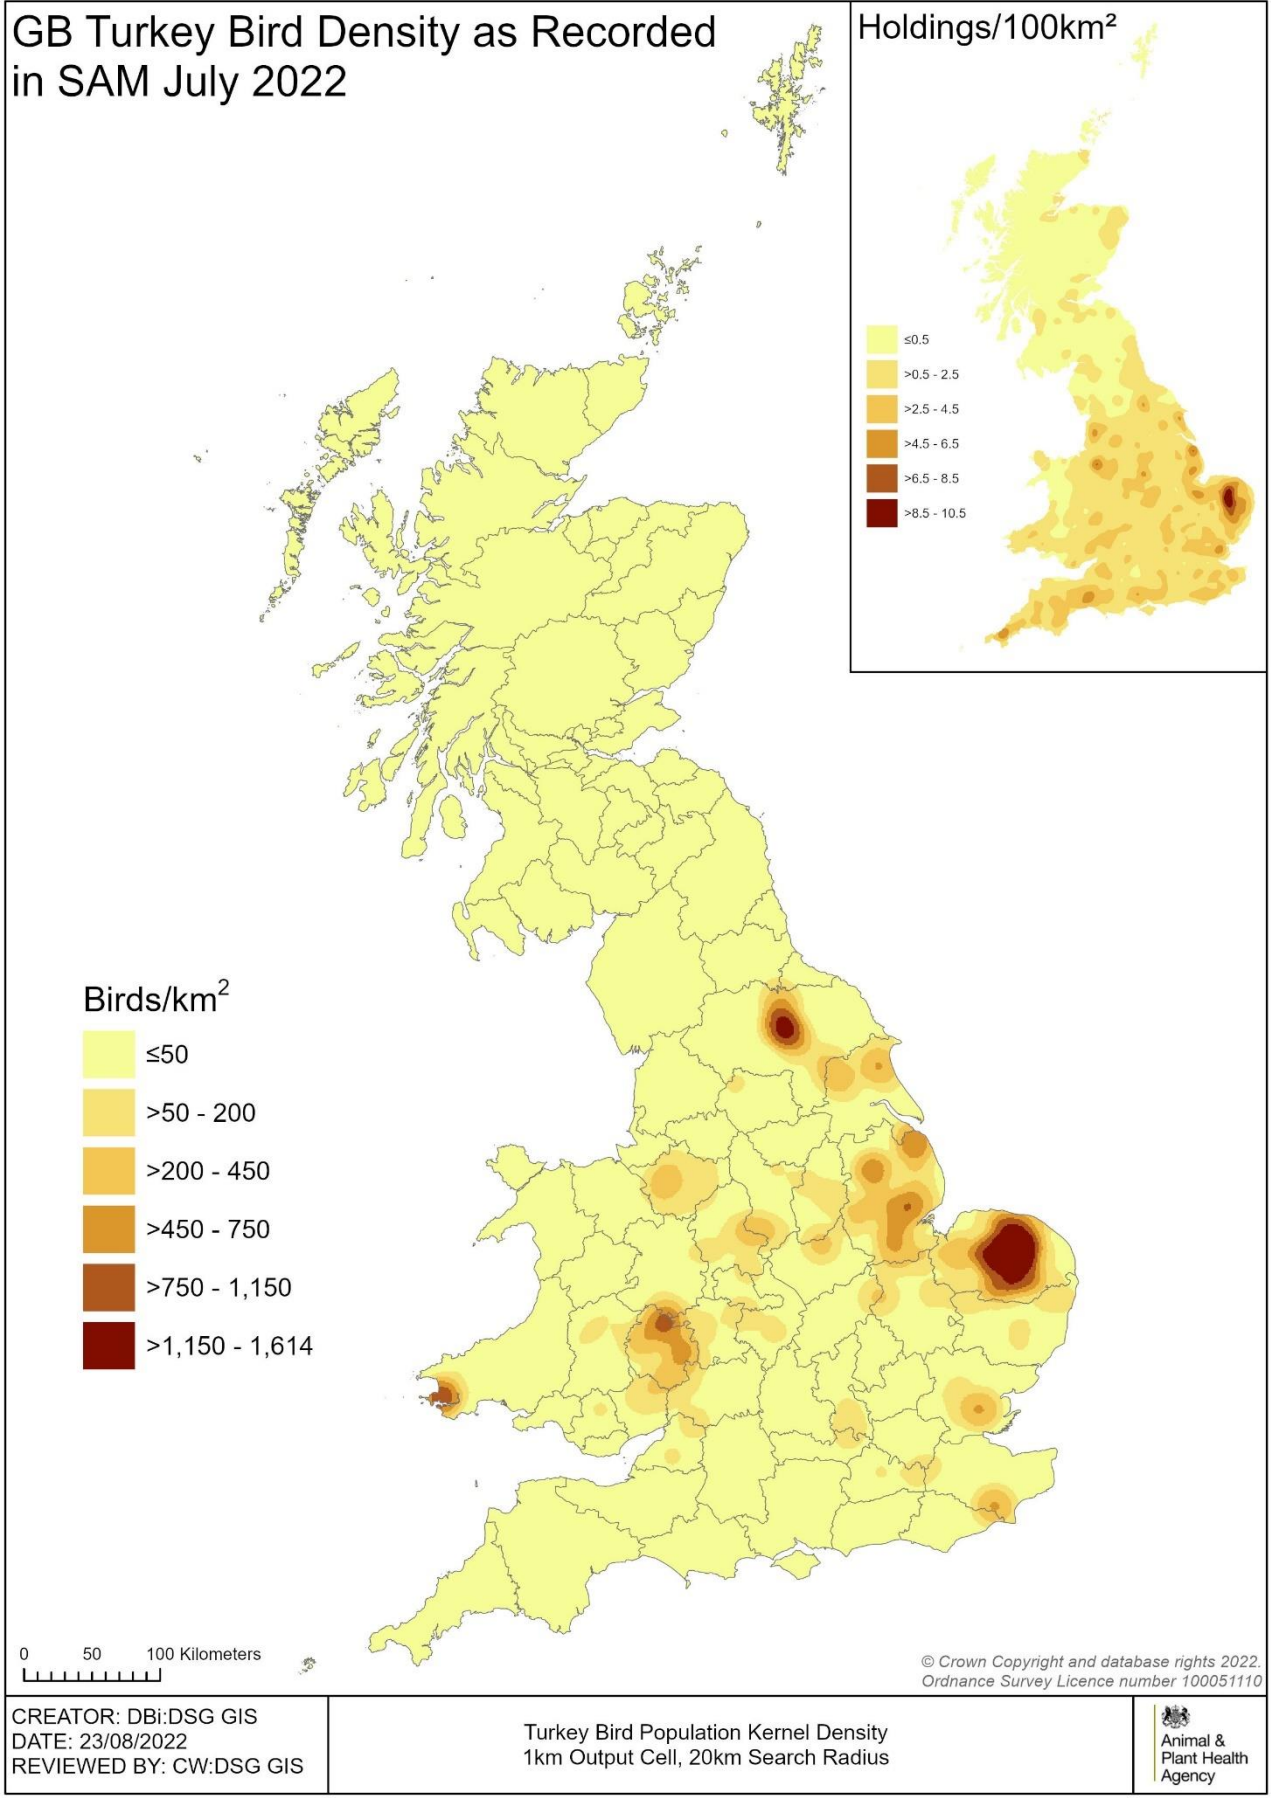 GB Turkey Bird Density as Recorded
in SAM July 2022
Holdings/100km²
≤0.5
>0.5 - 2.5
>2.5 - 4.5
>4.5 - 6.5
>6.5 - 8.5
>8.5 - 10.5
Birds/km²
≤50
>50 - 200
>200 - 450
>450 - 750
>750 - 1,150
>1,150 - 1,614
0 50 100 Kilometers
© Crown Copyright and database rights 2022.
Ordnance Survey Licence number 100051110
CREATOR: DBi:DSG GIS
DATE: 23/08/2022
REVIEWED BY: CW:DSG GIS
Turkey Bird Population Kernel Density
1km Output Cell, 20km Search Radius
Animal &
Plant Health
Agency